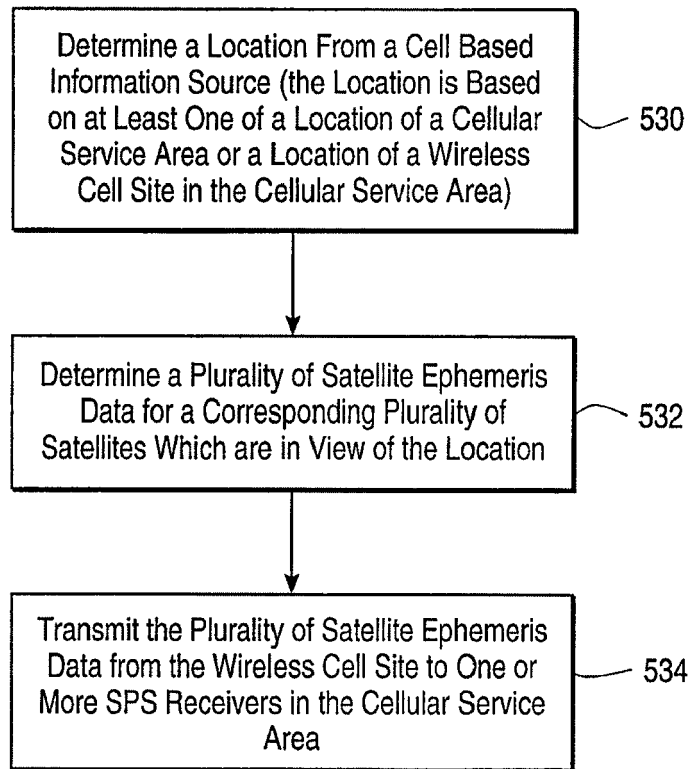 Determine a Location From a Cell Based
Information Source (the Location is Based
on at Least One of a Location of a Cellular
Service Area or a Location of a Wireless
Cell Site in the Cellular Service Area)
530
Determine a Plurality of Satellite Ephemeris
Data for a Corresponding Plurality of
Satellites Which are in View of the Location
532
Transmit the Plurality of Satellite Ephemeris
Data from the Wireless Cell Site to One or
More SPS Receivers in the Cellular Service
Area
534